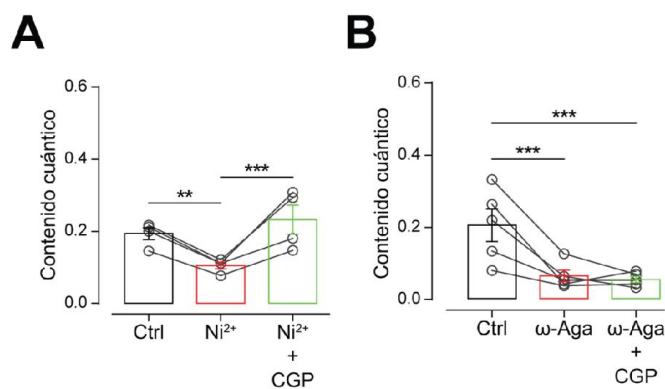 A
Contenido cuántico
0.6
0.4
0.2
0.0
**
***
Ctrl
Ni²⁺
Ni²⁺
+
CGP
B
Contenido cuántico
0.6
0.4
0.2
0.0
***
***
Ctrl
ω-Aga
ω-Aga
+
CGP